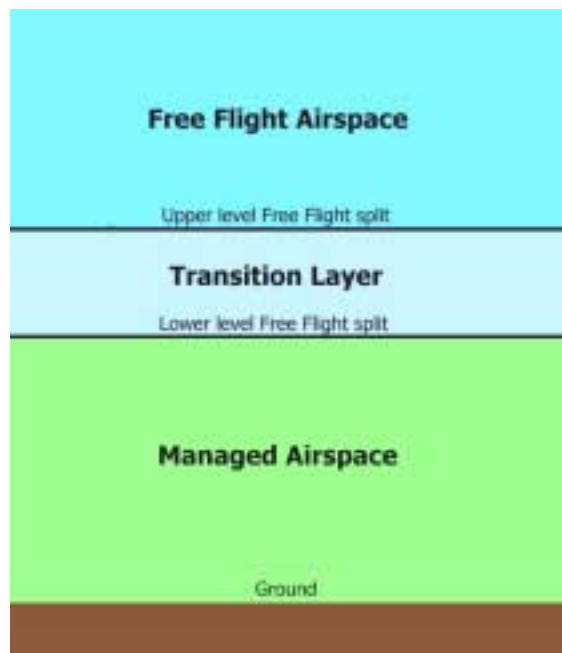 Free Flight Airspace
Upper level Free Flight split
Transition Layer
Lower level Free Flight split
Managed Airspace
Ground